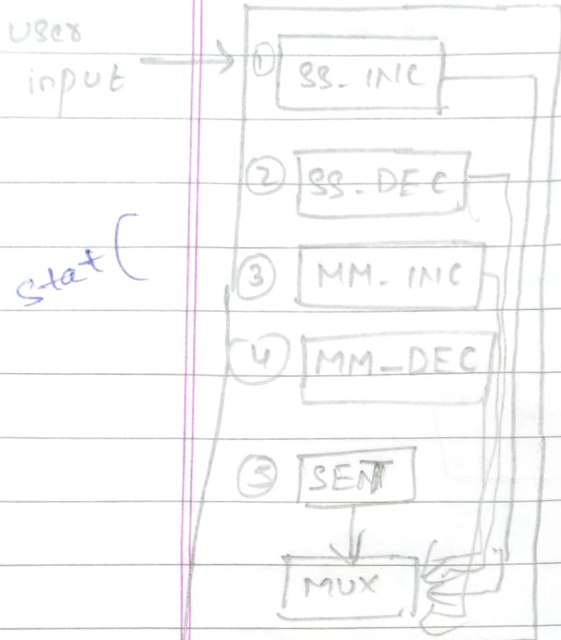 User
input
① SS_INC
② SS_DEC
stat(
③ MM_INC
④ MM_DEC
⑤ SENT
MUX